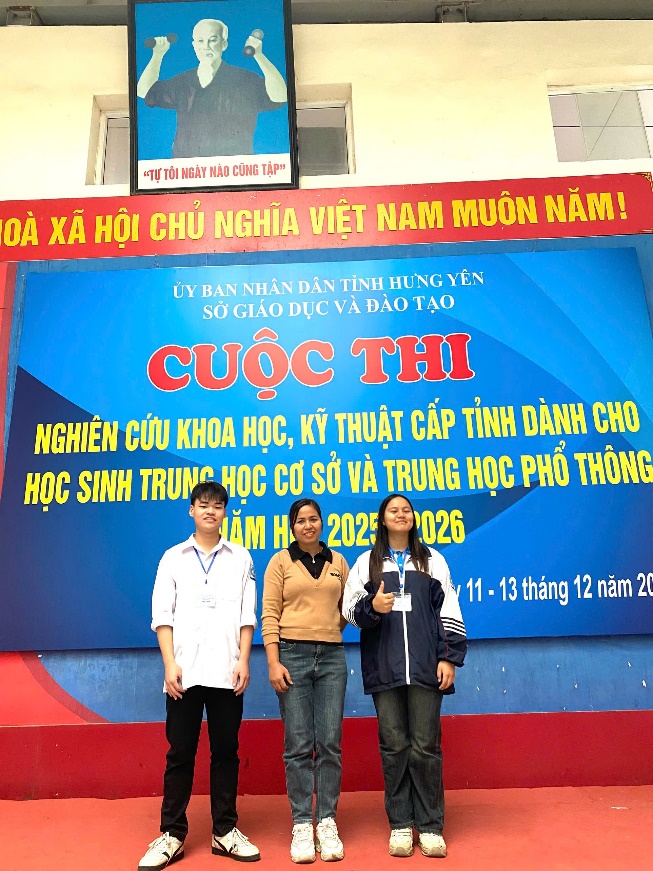 "TỰ TÔI NGÀY NÀO CŨNG TẬP"
HOÀ XÃ HỘI CHỦ NGHĨA VIỆT NAM MUÔN NĂM!
ỦY BAN NHÂN DÂN TỈNH HƯNG YÊN
SỞ GIÁO DỤC VÀ ĐÀO TẠO
CUỘC THI
NGHIÊN CỨU KHOA HỌC, KỸ THUẬT CẤP TỈNH DÀNH CHO
HỌC SINH TRUNG HỌC CƠ SỞ VÀ TRUNG HỌC PHỔ THÔNG
NĂM 2025 2026
11 - 13 tháng 12 năm